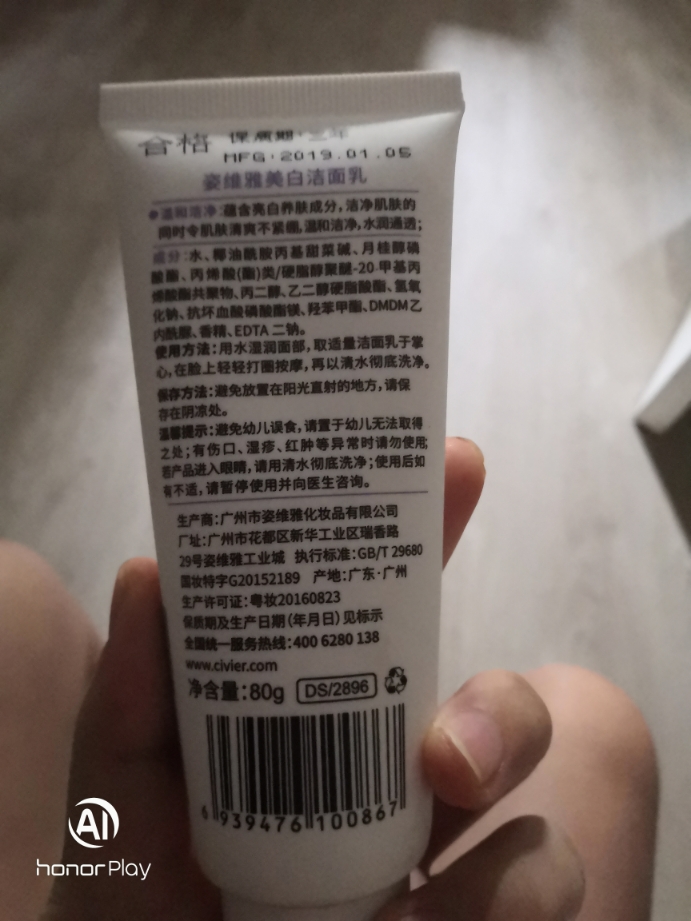 合格 保质期:三年
MFG·2019.01.05
姿维雅美白洁面乳
●温和洁净:蕴含亮白养肤成分,洁净肌肤的
同时令肌肤清爽不紧绷,温和洁净,水润通透;
成分:水、椰油酰胺丙基甜菜碱、月桂醇磷
酸酯、丙烯酸(酯)类/硬脂醇聚醚-20 甲基丙
烯酸酯共聚物、丙二醇、乙二醇硬脂酸酯、氢氧
化钠、抗坏血酸磷酸酯镁、羟苯甲酯、DMDM乙
内酰脲、香精、EDTA 二钠。
使用方法:用水湿润面部,取适量洁面乳于掌
心,在脸上轻轻打圈按摩,再以清水彻底洗净。
保存方法:避免放置在阳光直射的地方,请保
存在阴凉处。
温馨提示:避免幼儿误食,请置于幼儿无法取得
之处;有伤口、湿疹、红肿等异常时请勿使用;
若产品进入眼睛,请用清水彻底洗净;使用后如
有不适,请暂停使用并向医生咨询。
生产商:广州市姿维雅化妆品有限公司
厂址:广州市花都区新华工业区瑞香路
29号姿维雅工业城 执行标准:GB/T 29680
国妆特字G20152189 产地:广东·广州
生产许可证:粤妆20160823
保质期及生产日期(年月日)见标示
全国统一服务热线:400 6280 138
www.civier.com
净含量:80g DS/2896
6 939476 100867
AI
honor Play